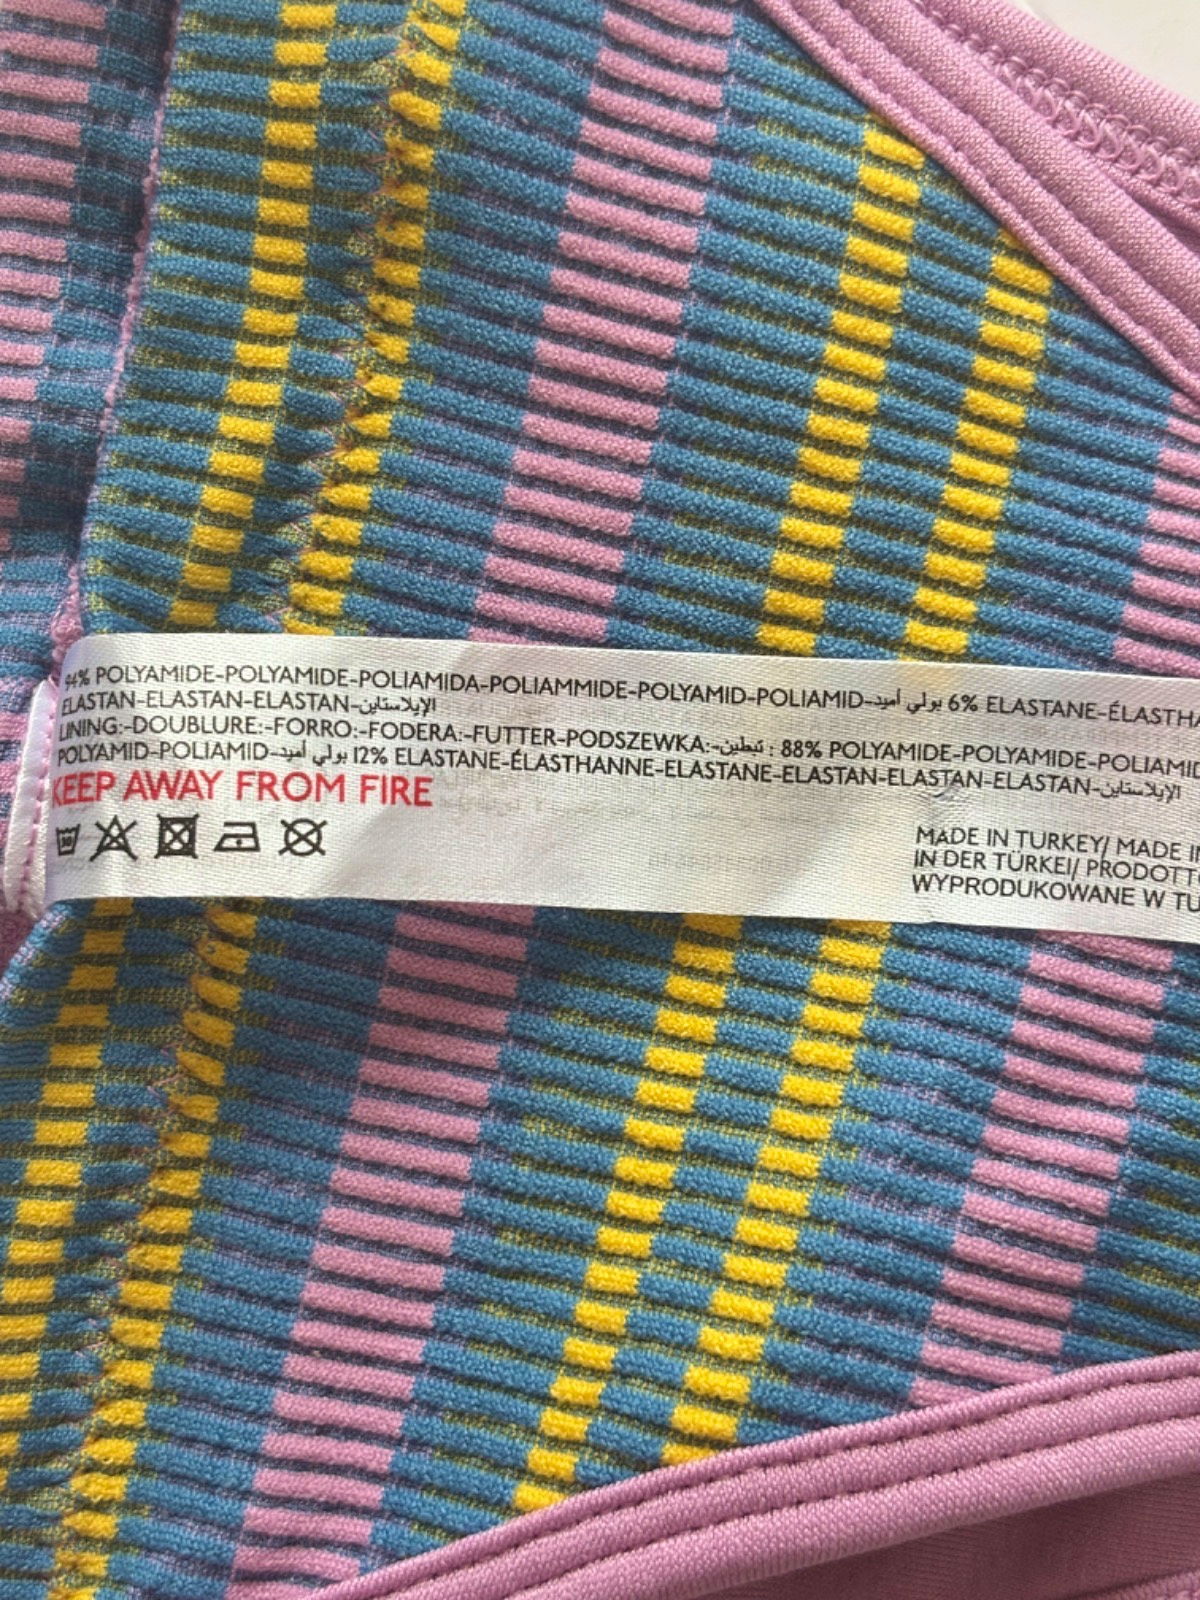 94% POLYAMIDE-POLYAMIDE-POLIAMIDA-POLIAMMIDE-POLYAMID-POLIAMID-بولي أميد 6% ELASTANE-ÉLASTHA
ELASTAN-ELASTAN-ELASTAN-الإيلاستاين
LINING:-DOUBLURE:-FORRO:-FODERA:-FUTTER-PODSZEWKA:-تبطين : 88% POLYAMIDE-POLYAMIDE-POLIAMID
POLYAMID-POLIAMID-بولي أميد 12% ELASTANE-ÉLASTHANNE-ELASTANE-ELASTAN-ELASTAN-ELASTAN-الإيلاستاين
KEEP AWAY FROM FIRE
30
MADE IN TURKEY/ MADE IN
IN DER TÜRKEI/ PRODOTTO
WYPRODUKOWANE W TU